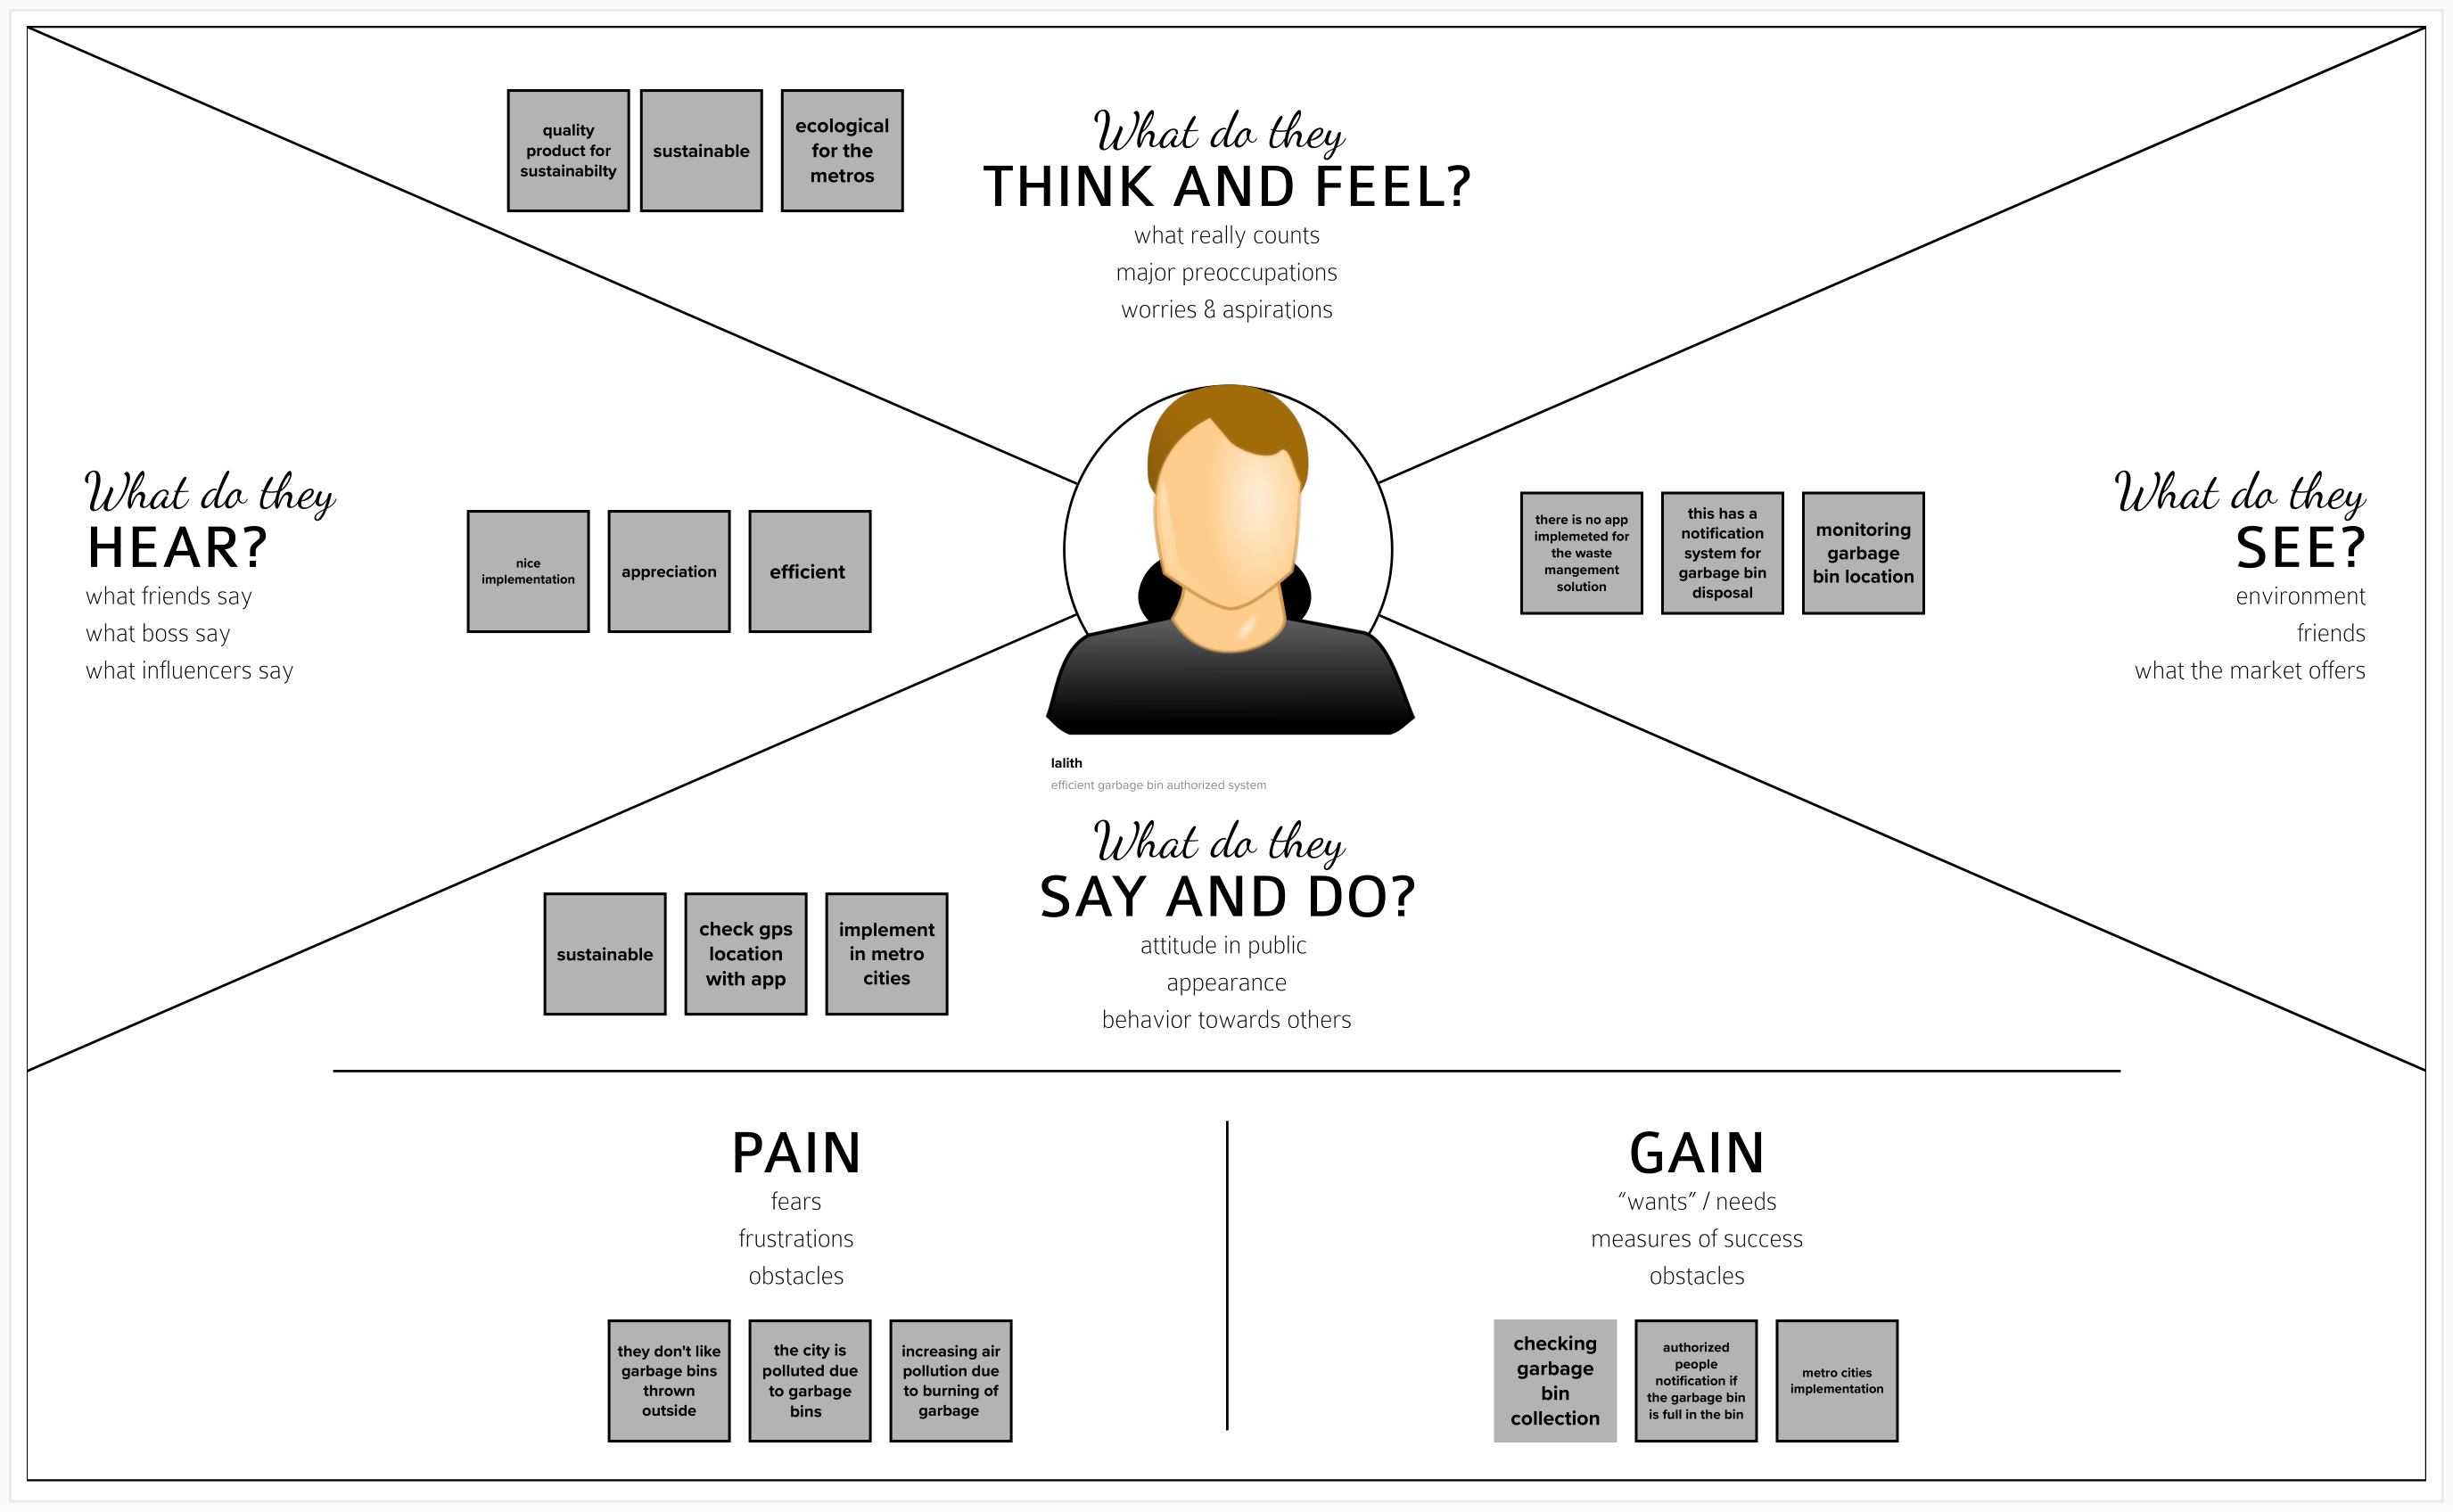 quality
product for
sustainabilty
sustainable
ecological
for the
metros
What do they
THINK AND FEEL?
what really counts
major preoccupations
worries & aspirations
What do they
HEAR?
what friends say
what boss say
what influencers say
nice
implementation
appreciation
efficient
there is no app
implemeted for
the waste
mangement
solution
this has a
notification
system for
garbage bin
disposal
monitoring
garbage
bin location
What do they
SEE?
environment
friends
what the market offers
lalith
efficient garbage bin authorized system
What do they
SAY AND DO?
attitude in public
appearance
behavior towards others
sustainable
check gps
location
with app
implement
in metro
cities
PAIN
fears
frustrations
obstacles
they don't like
garbage bins
thrown
outside
the city is
polluted due
to garbage
bins
increasing air
pollution due
to burning of
garbage
GAIN
“wants” / needs
measures of success
obstacles
checking
garbage
bin
collection
authorized
people
notification if
the garbage bin
is full in the bin
metro cities
implementation